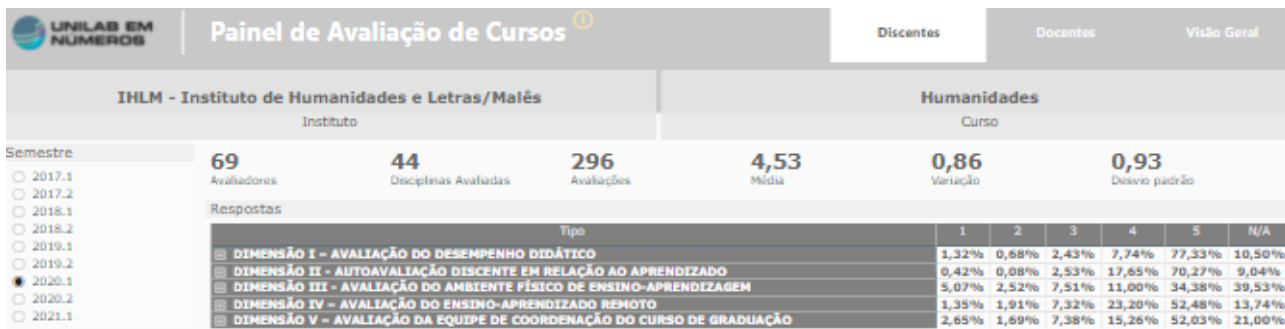 UNILAB EM NÚMEROS
Painel de Avaliação de Cursos
Discentes Docentes Visão Geral
IHLM - Instituto de Humanidades e Letras/Malês
Instituto
Humanidades
Curso
Semestre
2017.1
2017.2
2018.1
2018.2
2019.1
2019.2
2020.1
2020.2
2021.1
69 44 296 4,53 0,86 0,93
Avaliadores Disciplinas Avaliadas Avaliações Média Variação Desvio padrão
Respostas
Tipo 1 2 3 4 5 N/A
DIMENSÃO I – AVALIAÇÃO DO DESEMPENHO DIDÁTICO 1,32% 0,68% 2,43% 7,74% 77,33% 10,50%
DIMENSÃO II - AUTOAVALIAÇÃO DISCENTE EM RELAÇÃO AO APRENDIZADO 0,42% 0,08% 2,53% 17,65% 70,27% 9,04%
DIMENSÃO III - AVALIAÇÃO DO AMBIENTE FÍSICO DE ENSINO-APRENDIZAGEM 5,07% 2,52% 7,51% 11,00% 34,38% 39,53%
DIMENSÃO IV – AVALIAÇÃO DO ENSINO-APRENDIZADO REMOTO 1,35% 1,91% 7,32% 23,20% 52,48% 13,74%
DIMENSÃO V – AVALIAÇÃO DA EQUIPE DE COORDENAÇÃO DO CURSO DE GRADUAÇÃO 2,65% 1,69% 7,38% 15,26% 52,03% 21,00%